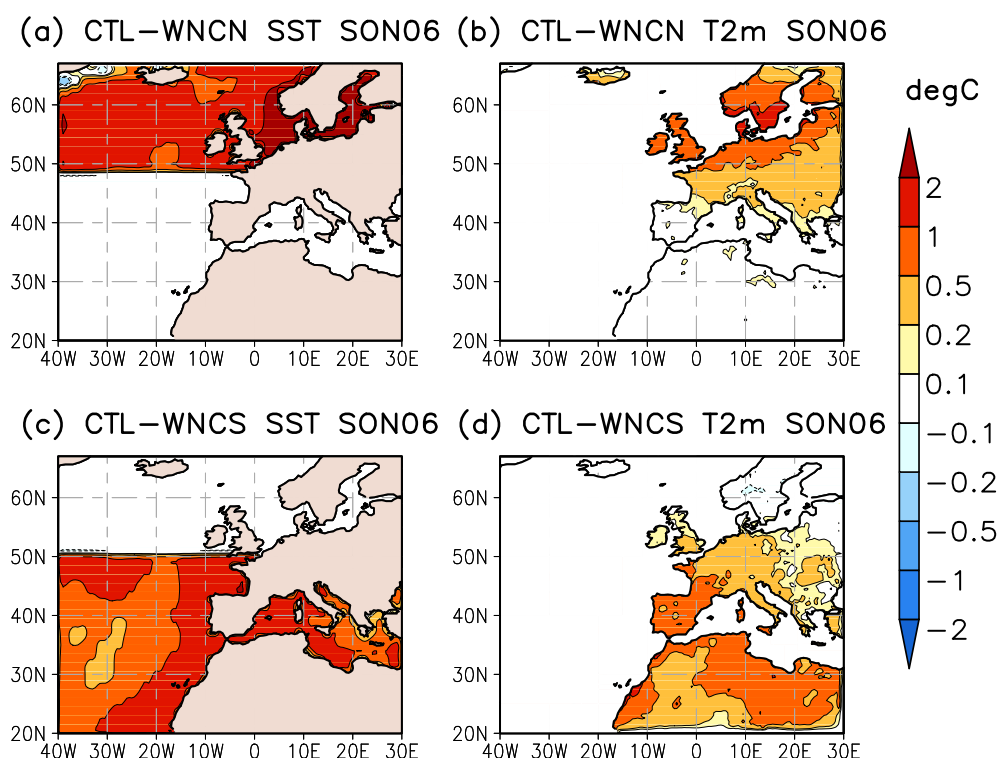 (a) CTL−WNCN SST SON06
(b) CTL−WNCN T2m SON06
60N
50N
40N
30N
20N
40W 30W 20W 10W 0 10E 20E 30E
60N
50N
40N
30N
20N
40W 30W 20W 10W 0 10E 20E 30E
degC
2
1
0.5
0.2
0.1
−0.1
−0.2
−0.5
−1
−2
(c) CTL−WNCS SST SON06
(d) CTL−WNCS T2m SON06
60N
50N
40N
30N
20N
40W 30W 20W 10W 0 10E 20E 30E
60N
50N
40N
30N
20N
40W 30W 20W 10W 0 10E 20E 30E